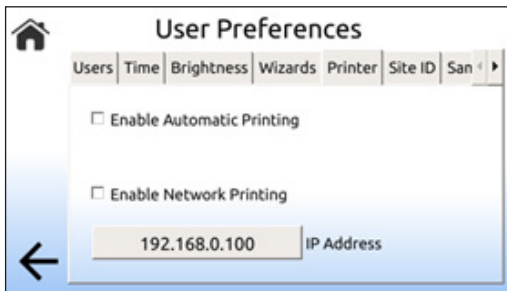 User Preferences
Users Time Brightness Wizards Printer Site ID San
Enable Automatic Printing
Enable Network Printing
192.168.0.100 IP Address